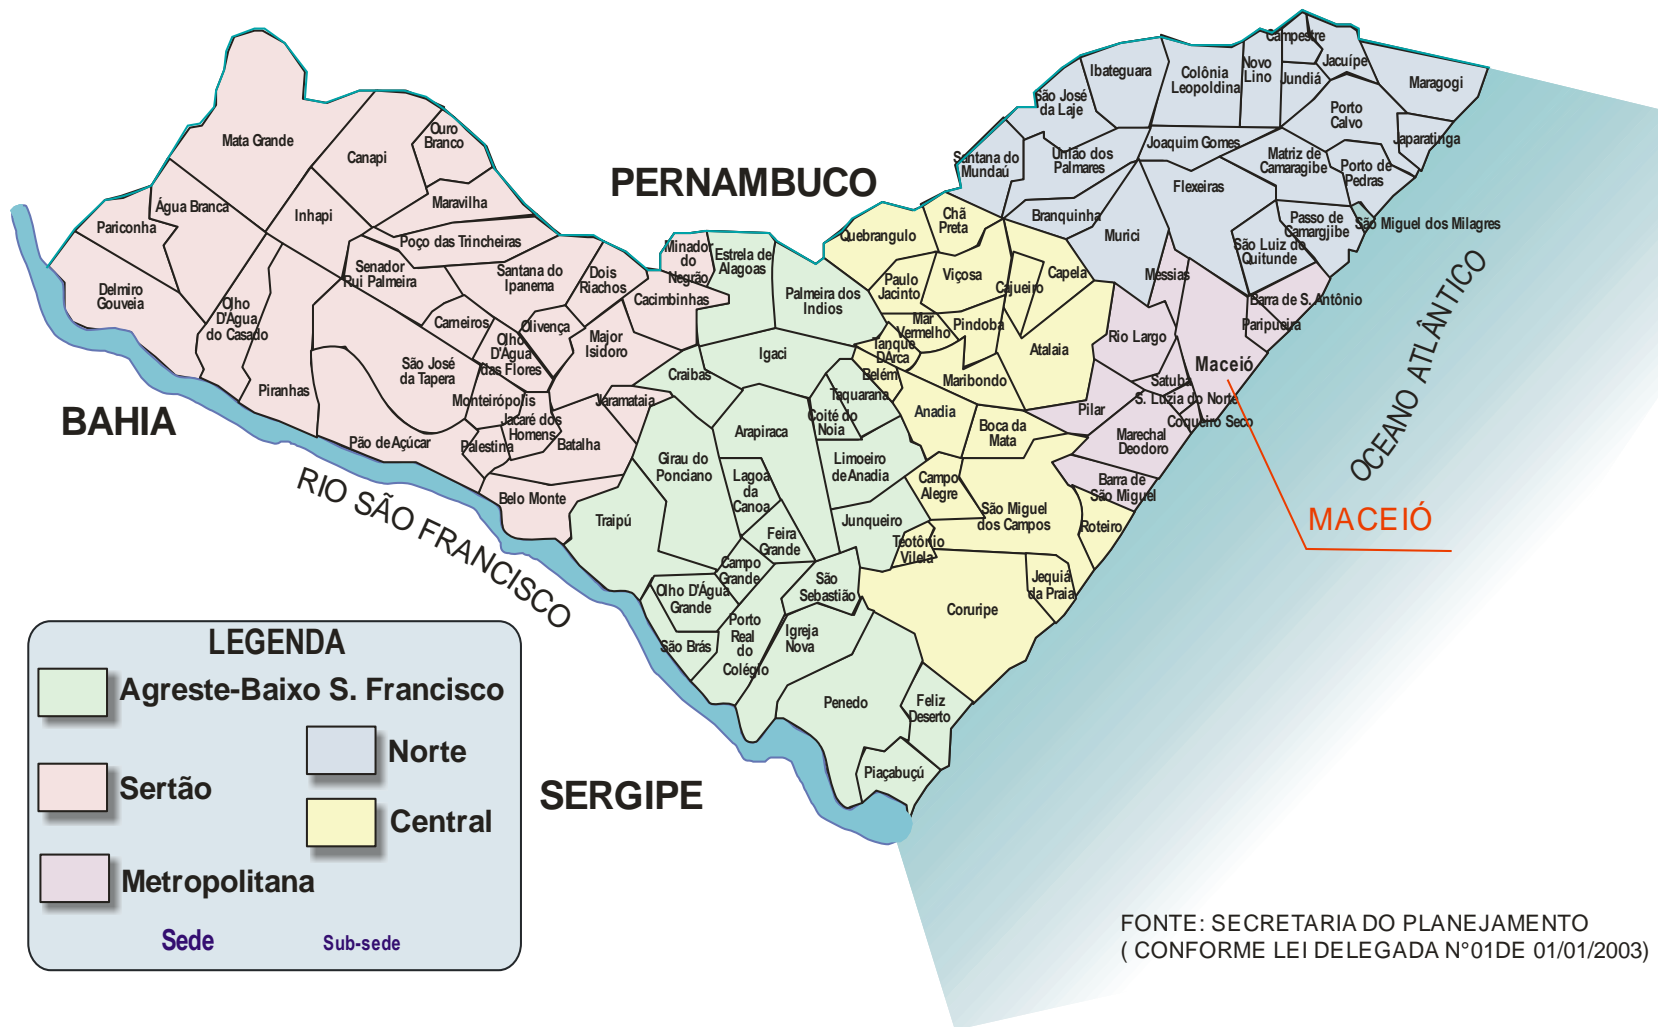 Campestre
Jacuípe
Novo
Lino
Jundiá
Maragogi
Ibateguara
Colônia
Leopoldina
São José
da Laje
Porto
Calvo
Japaratinga
Joaquim Gomes
Matriz de
Camaragibe
Porto de
Pedras
Santana do
Mundaú
União dos
Palmares
Flexeiras
Branquinha
Murici
Passo de
Camargjibe
São Miguel dos Milagres
São Luiz do
Quitunde
Messias
Barra de S. Antônio
Paripueira
Rio Largo
Maceió
Satuba
S. Luzia do Norte
Coqueiro Seco
Pilar
Marechal
Deodoro
Barra de
São Miguel
PERNAMBUCO
Mata Grande
Canapi
Ouro
Branco
Maravilha
Água Branca
Inhapi
Pariconha
Poço das Trincheiras
Senador
Rui Palmeira
Santana do
Ipanema
Dois
Riachos
Minador
do
Negrão
Cacimbinhas
Delmiro
Gouveia
Olho
D'Água
do Casado
Carneiros
Olivença
Olho
D'Água
das Flores
Major
Isidoro
São José
da Tapera
Piranhas
Monteirópolis
Jacaré dos
Homens
Jaramataia
Batalha
Palestina
Pão de Açúcar
Belo Monte
Estrela de
Alagoas
Palmeira dos
Indios
Igaci
Craibas
Taquarana
Coité do
Noia
Arapiraca
Girau do
Ponciano
Lagoa
da
Canoa
Limoeiro
de Anadia
Traipú
Feira
Grande
Junqueiro
Campo
Grande
São
Sebastião
Olho D'Água
Grande
Porto
Real
do
Colégio
Igreja
Nova
São Brás
Penedo
Feliz
Deserto
Piaçabuçú
Quebrangulo
Chã
Preta
Viçosa
Cajueiro
Capela
Paulo
Jacinto
Mar
Vermelho
Pindoba
Tanque
DArca
Belém
Atalaia
Maribondo
Anadia
Boca da
Mata
Campo
Alegre
São Miguel
dos Campos
Roteiro
Teotônio
Vilela
Jequiá
da Praia
Coruripe
BAHIA
RIO SÃO FRANCISCO
SERGIPE
OCEANO ATLÂNTICO
MACEIÓ
LEGENDA
Agreste-Baixo S. Francisco
Norte
Sertão
Central
Metropolitana
Sede
Sub-sede
FONTE: SECRETARIA DO PLANEJAMENTO
( CONFORME LEI DELEGADA N°01DE 01/01/2003)